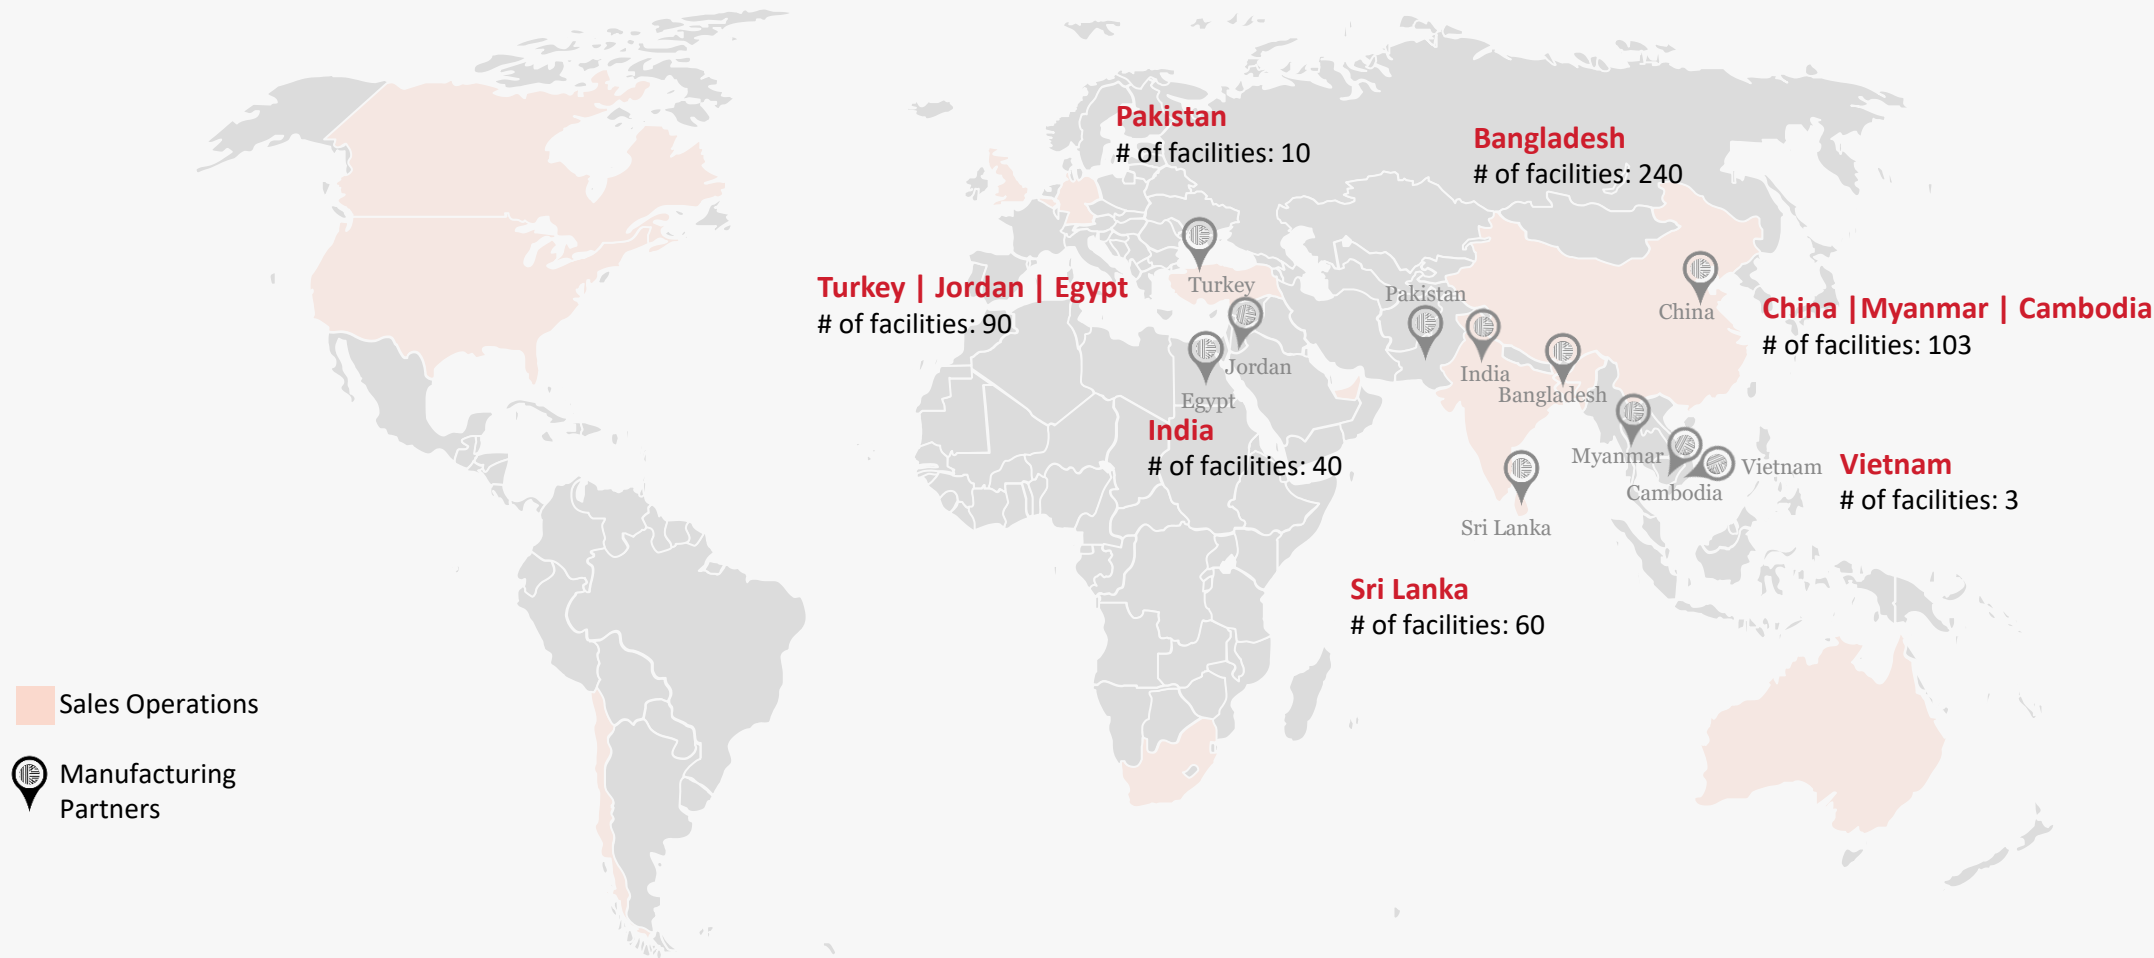 Pakistan
# of facilities: 10
Bangladesh
# of facilities: 240
Turkey | Jordan | Egypt
# of facilities: 90
Turkey
Pakistan
China
China |Myanmar | Cambodia
# of facilities: 103
Jordan
India
Bangladesh
Egypt
India
# of facilities: 40
Myanmar
Vietnam
Cambodia
Vietnam
# of facilities: 3
Sri Lanka
Sri Lanka
# of facilities: 60
Sales Operations
Manufacturing
Partners